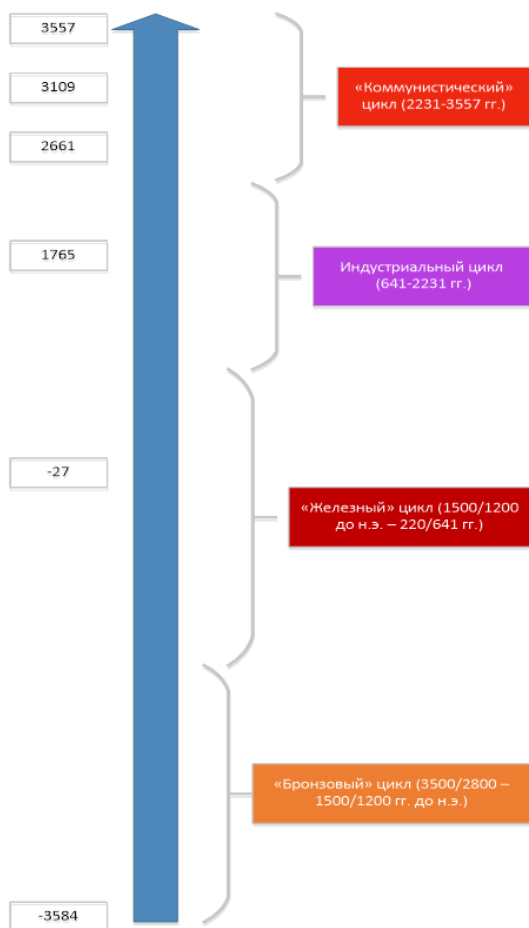 3557
3109
«Коммунистический»
цикл (2231-3557 гг.)
2661
1765
Индустриальный цикл
(641-2231 гг.)
-27
«Железный» цикл (1500/1200
до н.э. – 220/641 гг.)
«Бронзовый» цикл (3500/2800 –
1500/1200 гг. до н.э.)
-3584